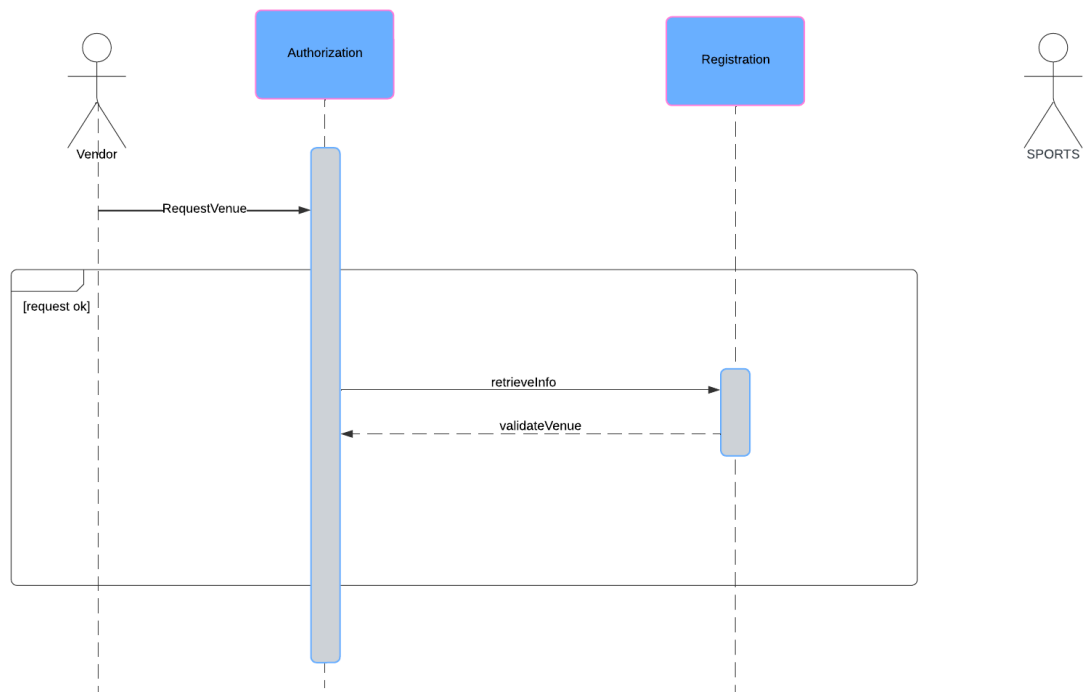 Authorization
Registration
Vendor
SPORTS
RequestVenue
[request ok]
retrieveInfo
validateVenue